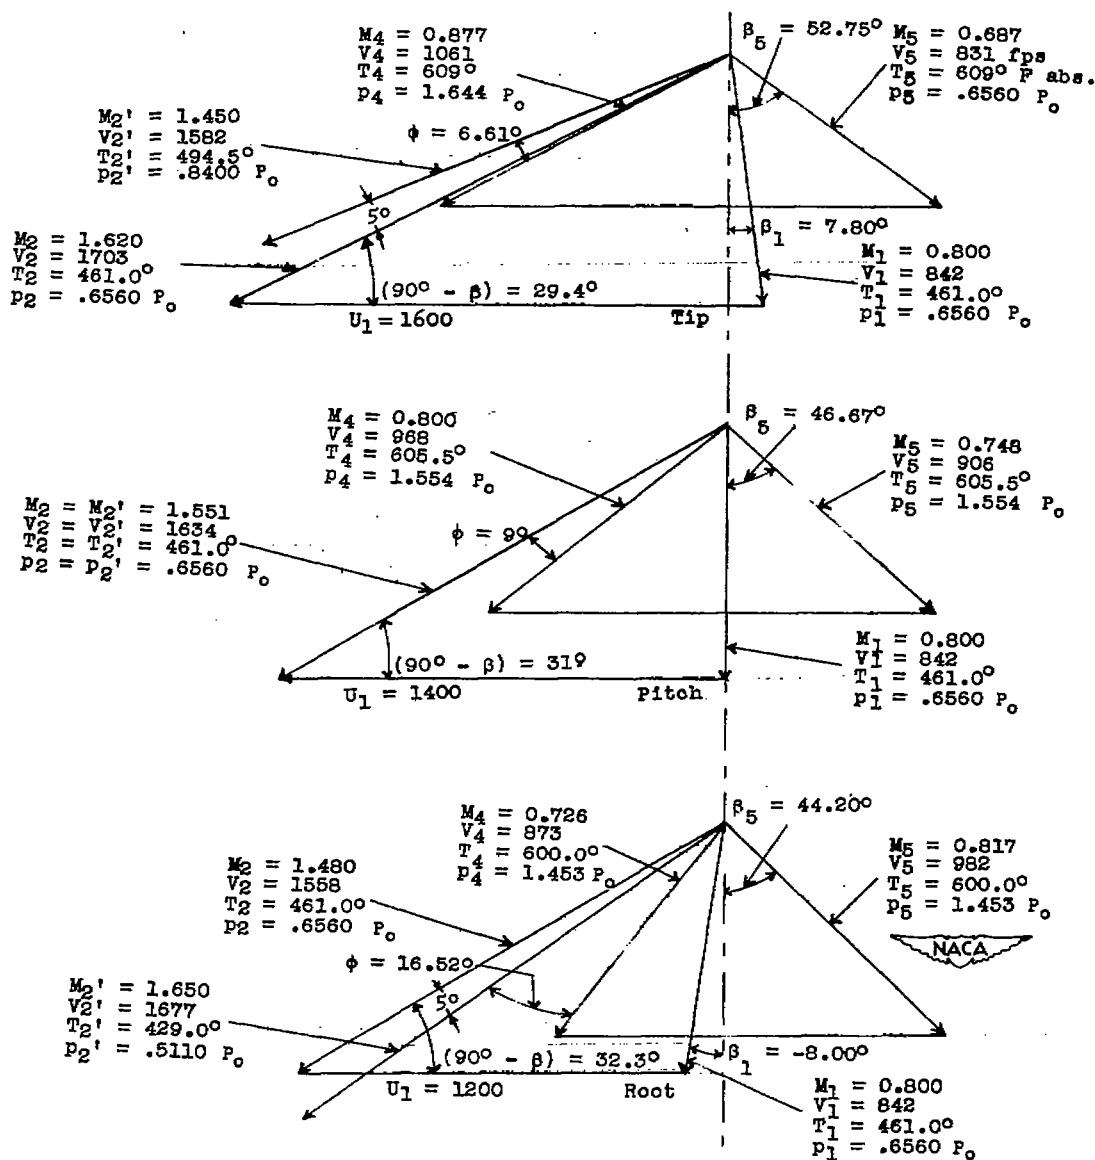 M4 = 0.877
V4 = 1061
T4 = 609°
p4 = 1.644 Po
β5 = 52.75°
M5 = 0.687
V5 = 831 fps
T5 = 609° F abs.
p5 = .6560 Po
M2' = 1.450
V2' = 1582
T2' = 494.5°
p2' = .8400 Po
ϕ = 6.61°
5°
M2 = 1.620
V2 = 1703
T2 = 461.0°
p2 = .6560 Po
β1 = 7.80°
M1 = 0.800
V1 = 842
T1 = 461.0°
p1 = .6560 Po
(90° - β) = 29.4°
U1 = 1600
Tip
M4 = 0.800
V4 = 968
T4 = 605.5°
p4 = 1.554 Po
β5 = 46.67°
M5 = 0.748
V5 = 906
T5 = 605.5°
p5 = 1.554 Po
M2 = M2' = 1.551
V2 = V2' = 1634
T2 = T2' = 461.0°
p2 = p2' = .6560 Po
ϕ = 9°
(90° - β) = 31°
U1 = 1400
Pitch
M1 = 0.800
V1 = 842
T1 = 461.0°
p1 = .6560 Po
M4 = 0.726
V4 = 873
T4 = 600.0°
p4 = 1.453 Po
β5 = 44.20°
M5 = 0.817
V5 = 982
T5 = 600.0°
p5 = 1.453 Po
M2 = 1.480
V2 = 1558
T2 = 461.0°
p2 = .6560 Po
NACA
ϕ = 16.52°
5°
M2' = 1.650
V2' = 1677
T2' = 429.0°
p2' = .5110 Po
(90° - β) = 32.3°
β1 = -8.00°
U1 = 1200
Root
M1 = 0.800
V1 = 842
T1 = 461.0°
p1 = .6560 Po